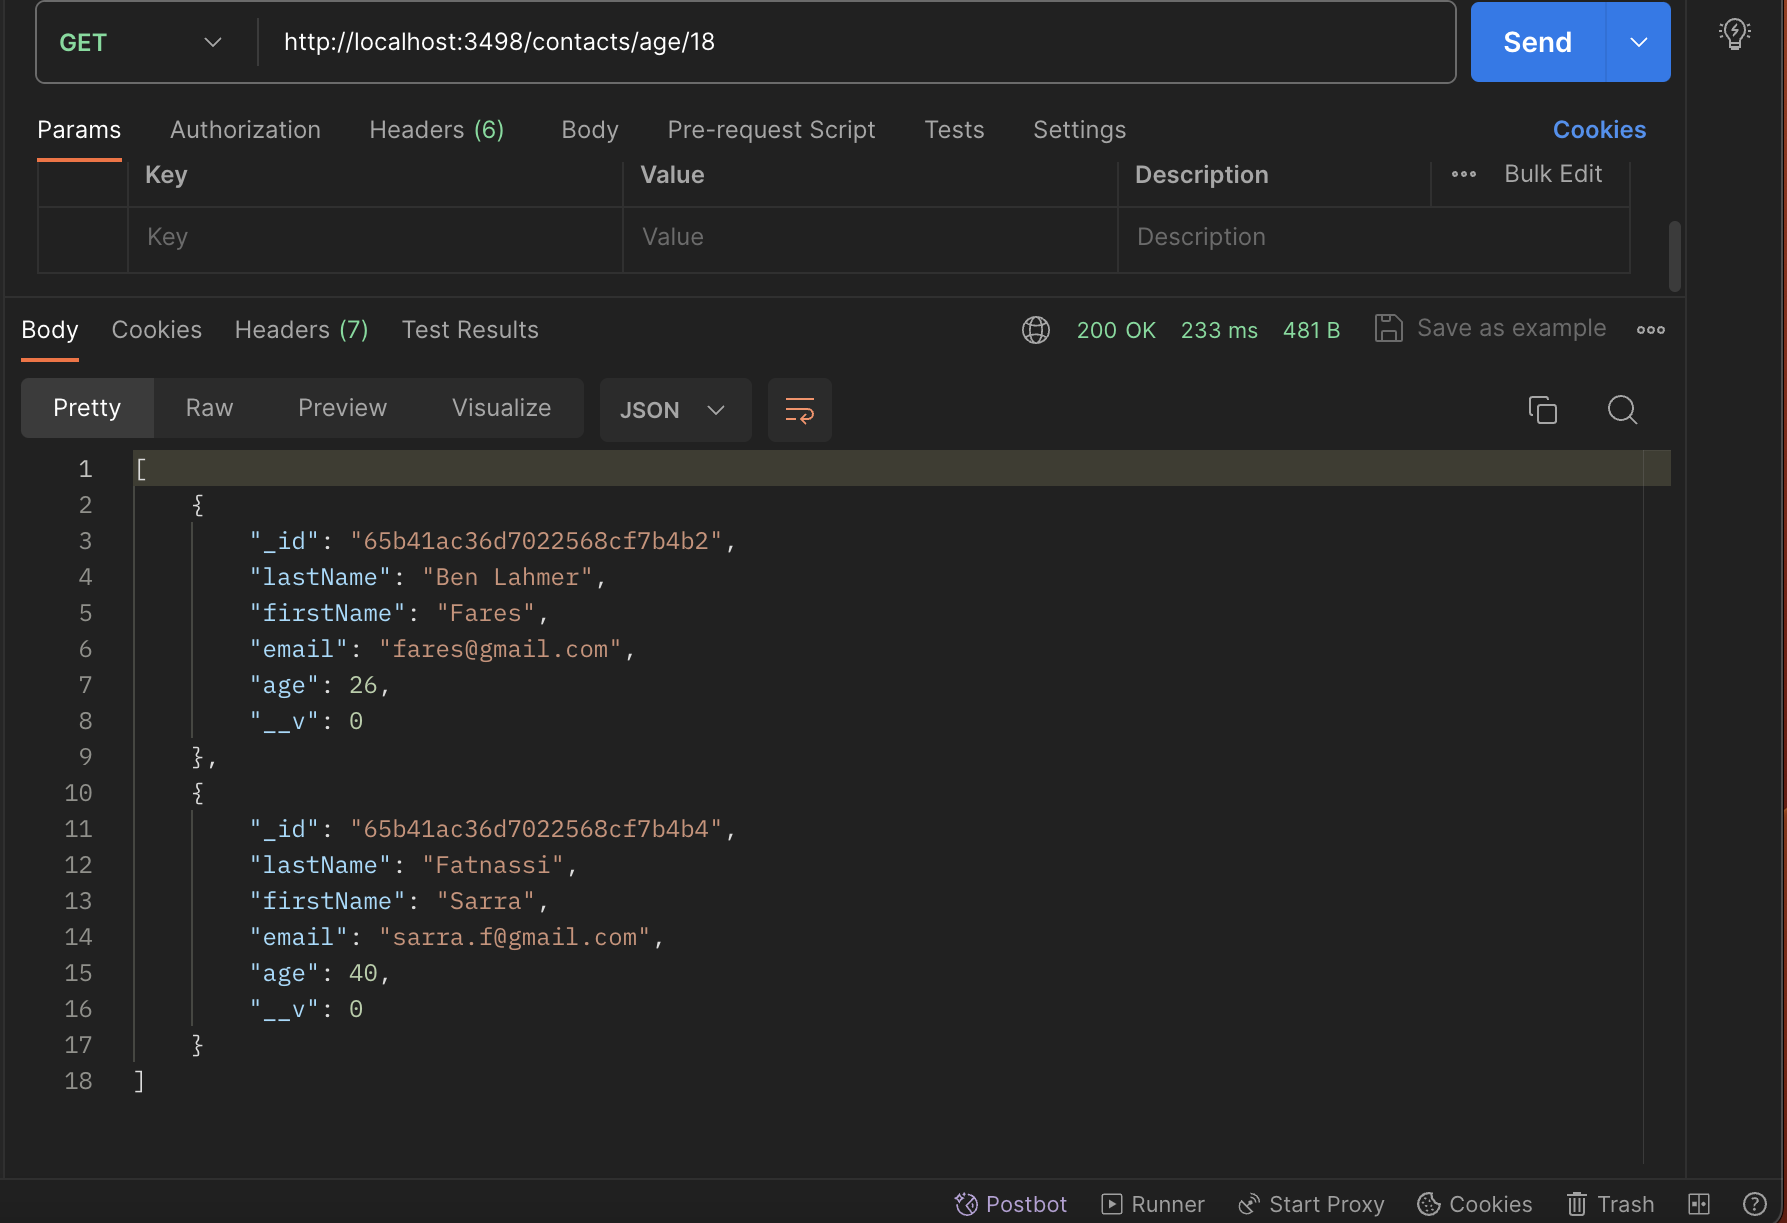 GET http://localhost:3498/contacts/age/18 Send
Params Authorization Headers (6) Body Pre-request Script Tests Settings Cookies
Key Value Description Bulk Edit
Key Value Description
Body Cookies Headers (7) Test Results 200 OK 233 ms 481 B Save as example
Pretty Raw Preview Visualize JSON
1 [
2 {
3 "_id": "65b41ac36d7022568cf7b4b2",
4 "lastName": "Ben Lahmer",
5 "firstName": "Fares",
6 "email": "fares@gmail.com",
7 "age": 26,
8 "__v": 0
9 },
10 {
11 "_id": "65b41ac36d7022568cf7b4b4",
12 "lastName": "Fatnassi",
13 "firstName": "Sarra",
14 "email": "sarra.f@gmail.com",
15 "age": 40,
16 "__v": 0
17 }
18 ]
Postbot Runner Start Proxy Cookies Trash